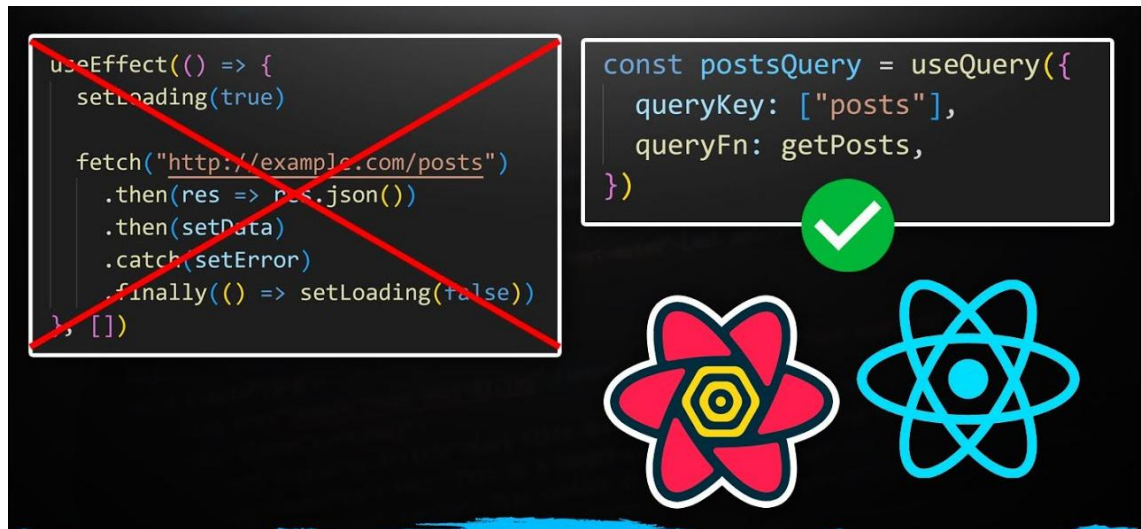 useEffect(() => {
setLoading(true)
fetch("http://example.com/posts")
.then(res => res.json())
.then(setData)
.catch(setError)
.finally(() => setLoading(false))
}, [])
const postsQuery = useQuery({
queryKey: ["posts"],
queryFn: getPosts,
})